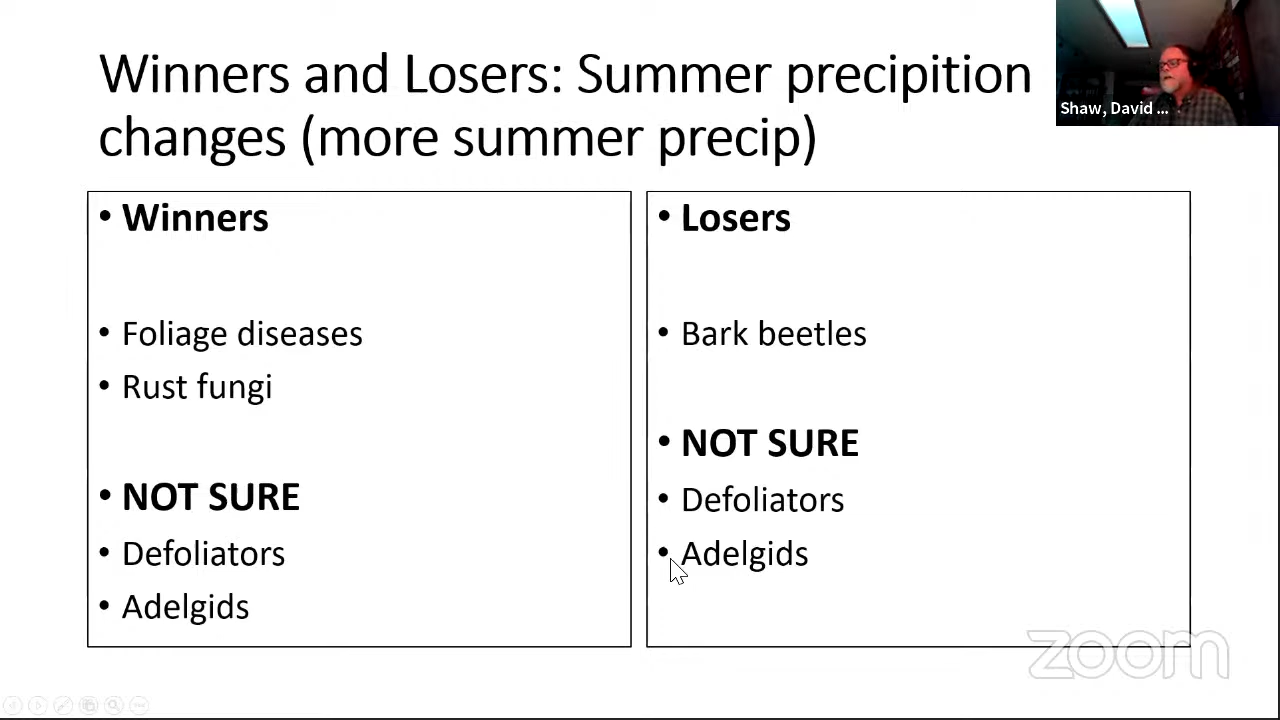 Winners and Losers: Summer precipition
changes (more summer precip)
Shaw, David ...
• Winners
• Foliage diseases
• Rust fungi
• NOT SURE
• Defoliators
• Adelgids
• Losers
• Bark beetles
• NOT SURE
• Defoliators
• Adelgids
zoom